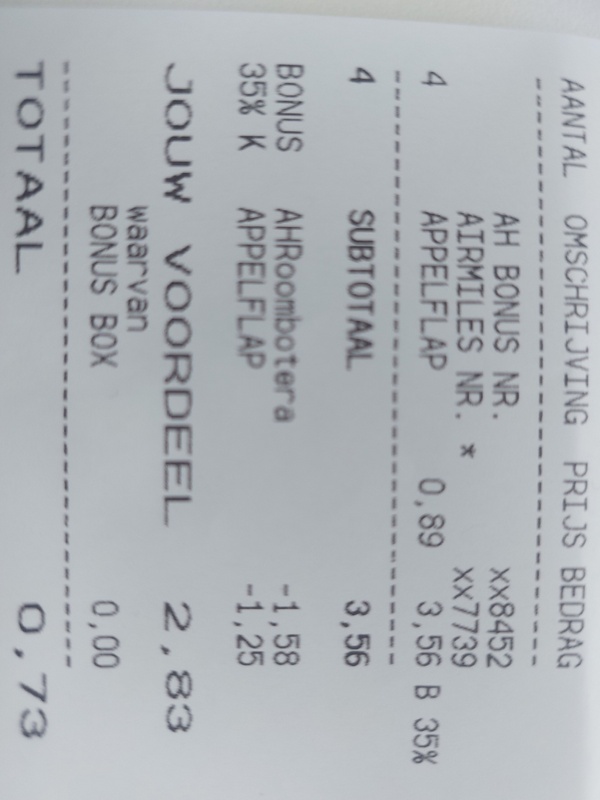 AANTAL OMSCHRIJVING PRIJS BEDRAG
AH BONUS NR. xx8452
AIRMILES NR. * xx7739
4 APPELFLAP 0,89 3,56 B 35%
4 SUBTOTAAL 3,56
BONUS AHRoombotera -1,58
35% K APPELFLAP -1,25
JOUW VOORDEEL 2,83
waarvan
BONUS BOX 0,00
TOTAAL 0,73